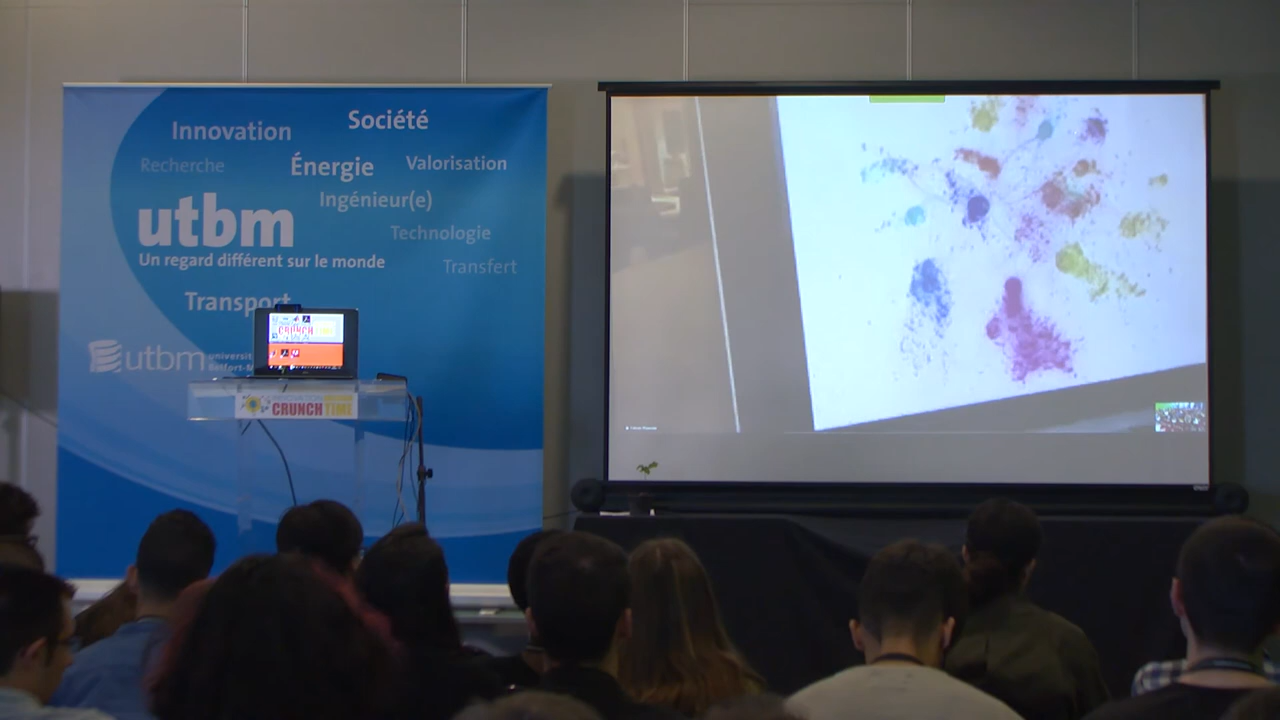 Société
Innovation
Recherche
Énergie
Valorisation
Ingénieur(e)
utbm
Technologie
Un regard différent sur le monde
Transfert
Transport
utbm
CRUNCH TIME
CRUNCH TIME